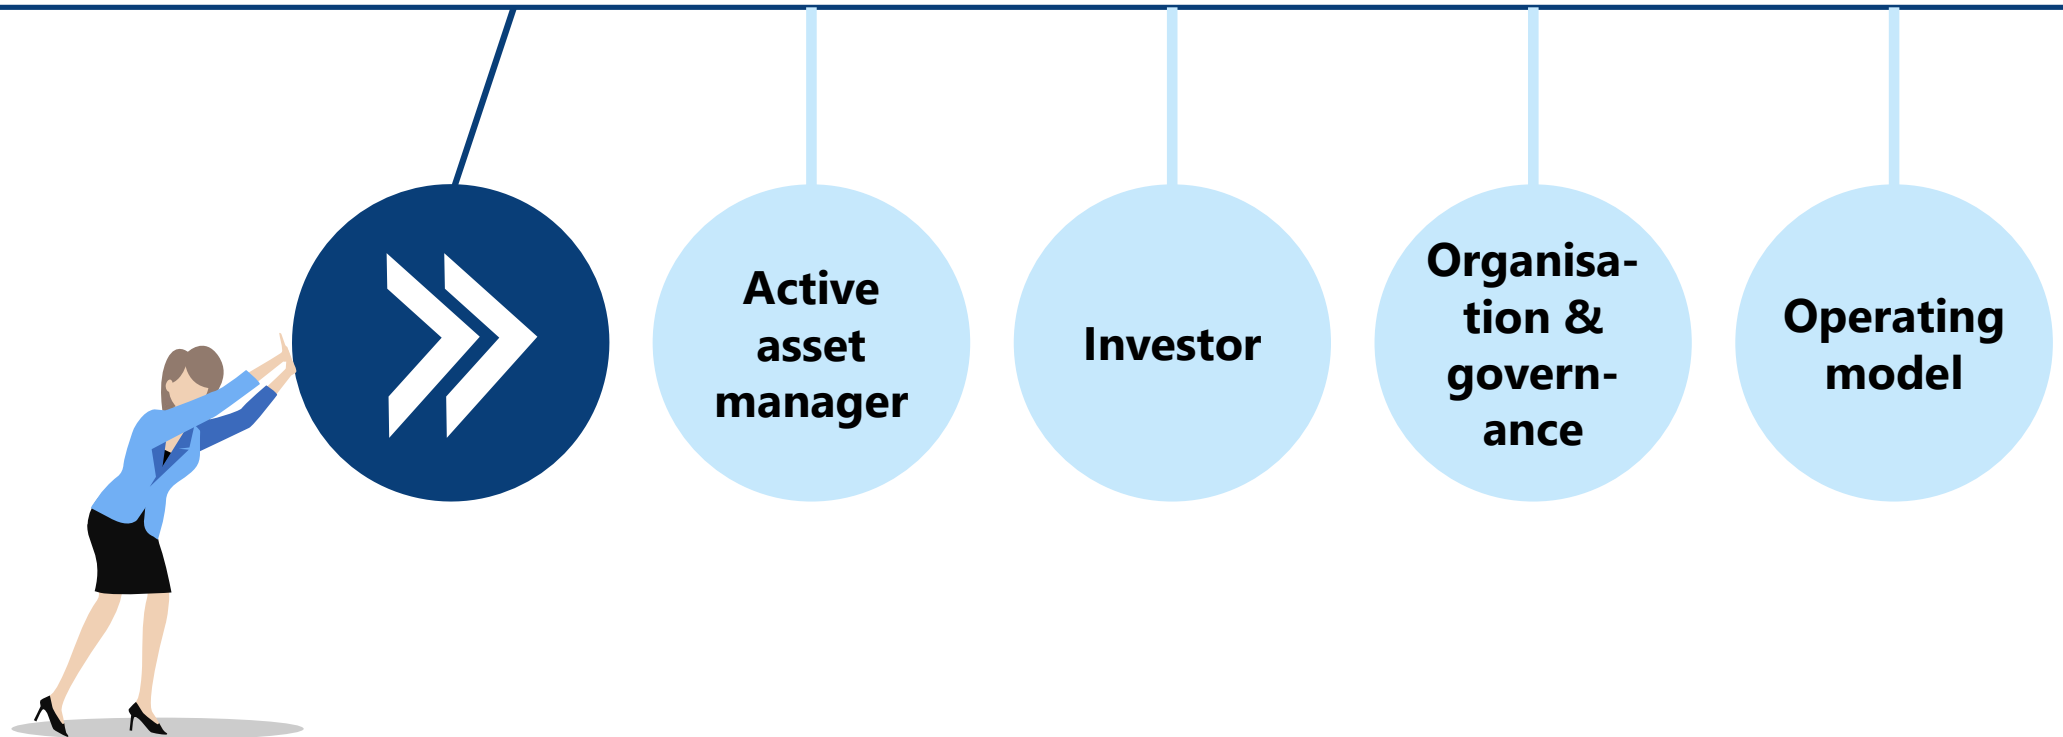 Active
asset
manager
Investor
Organisa-
tion &
govern-
ance
Operating
model